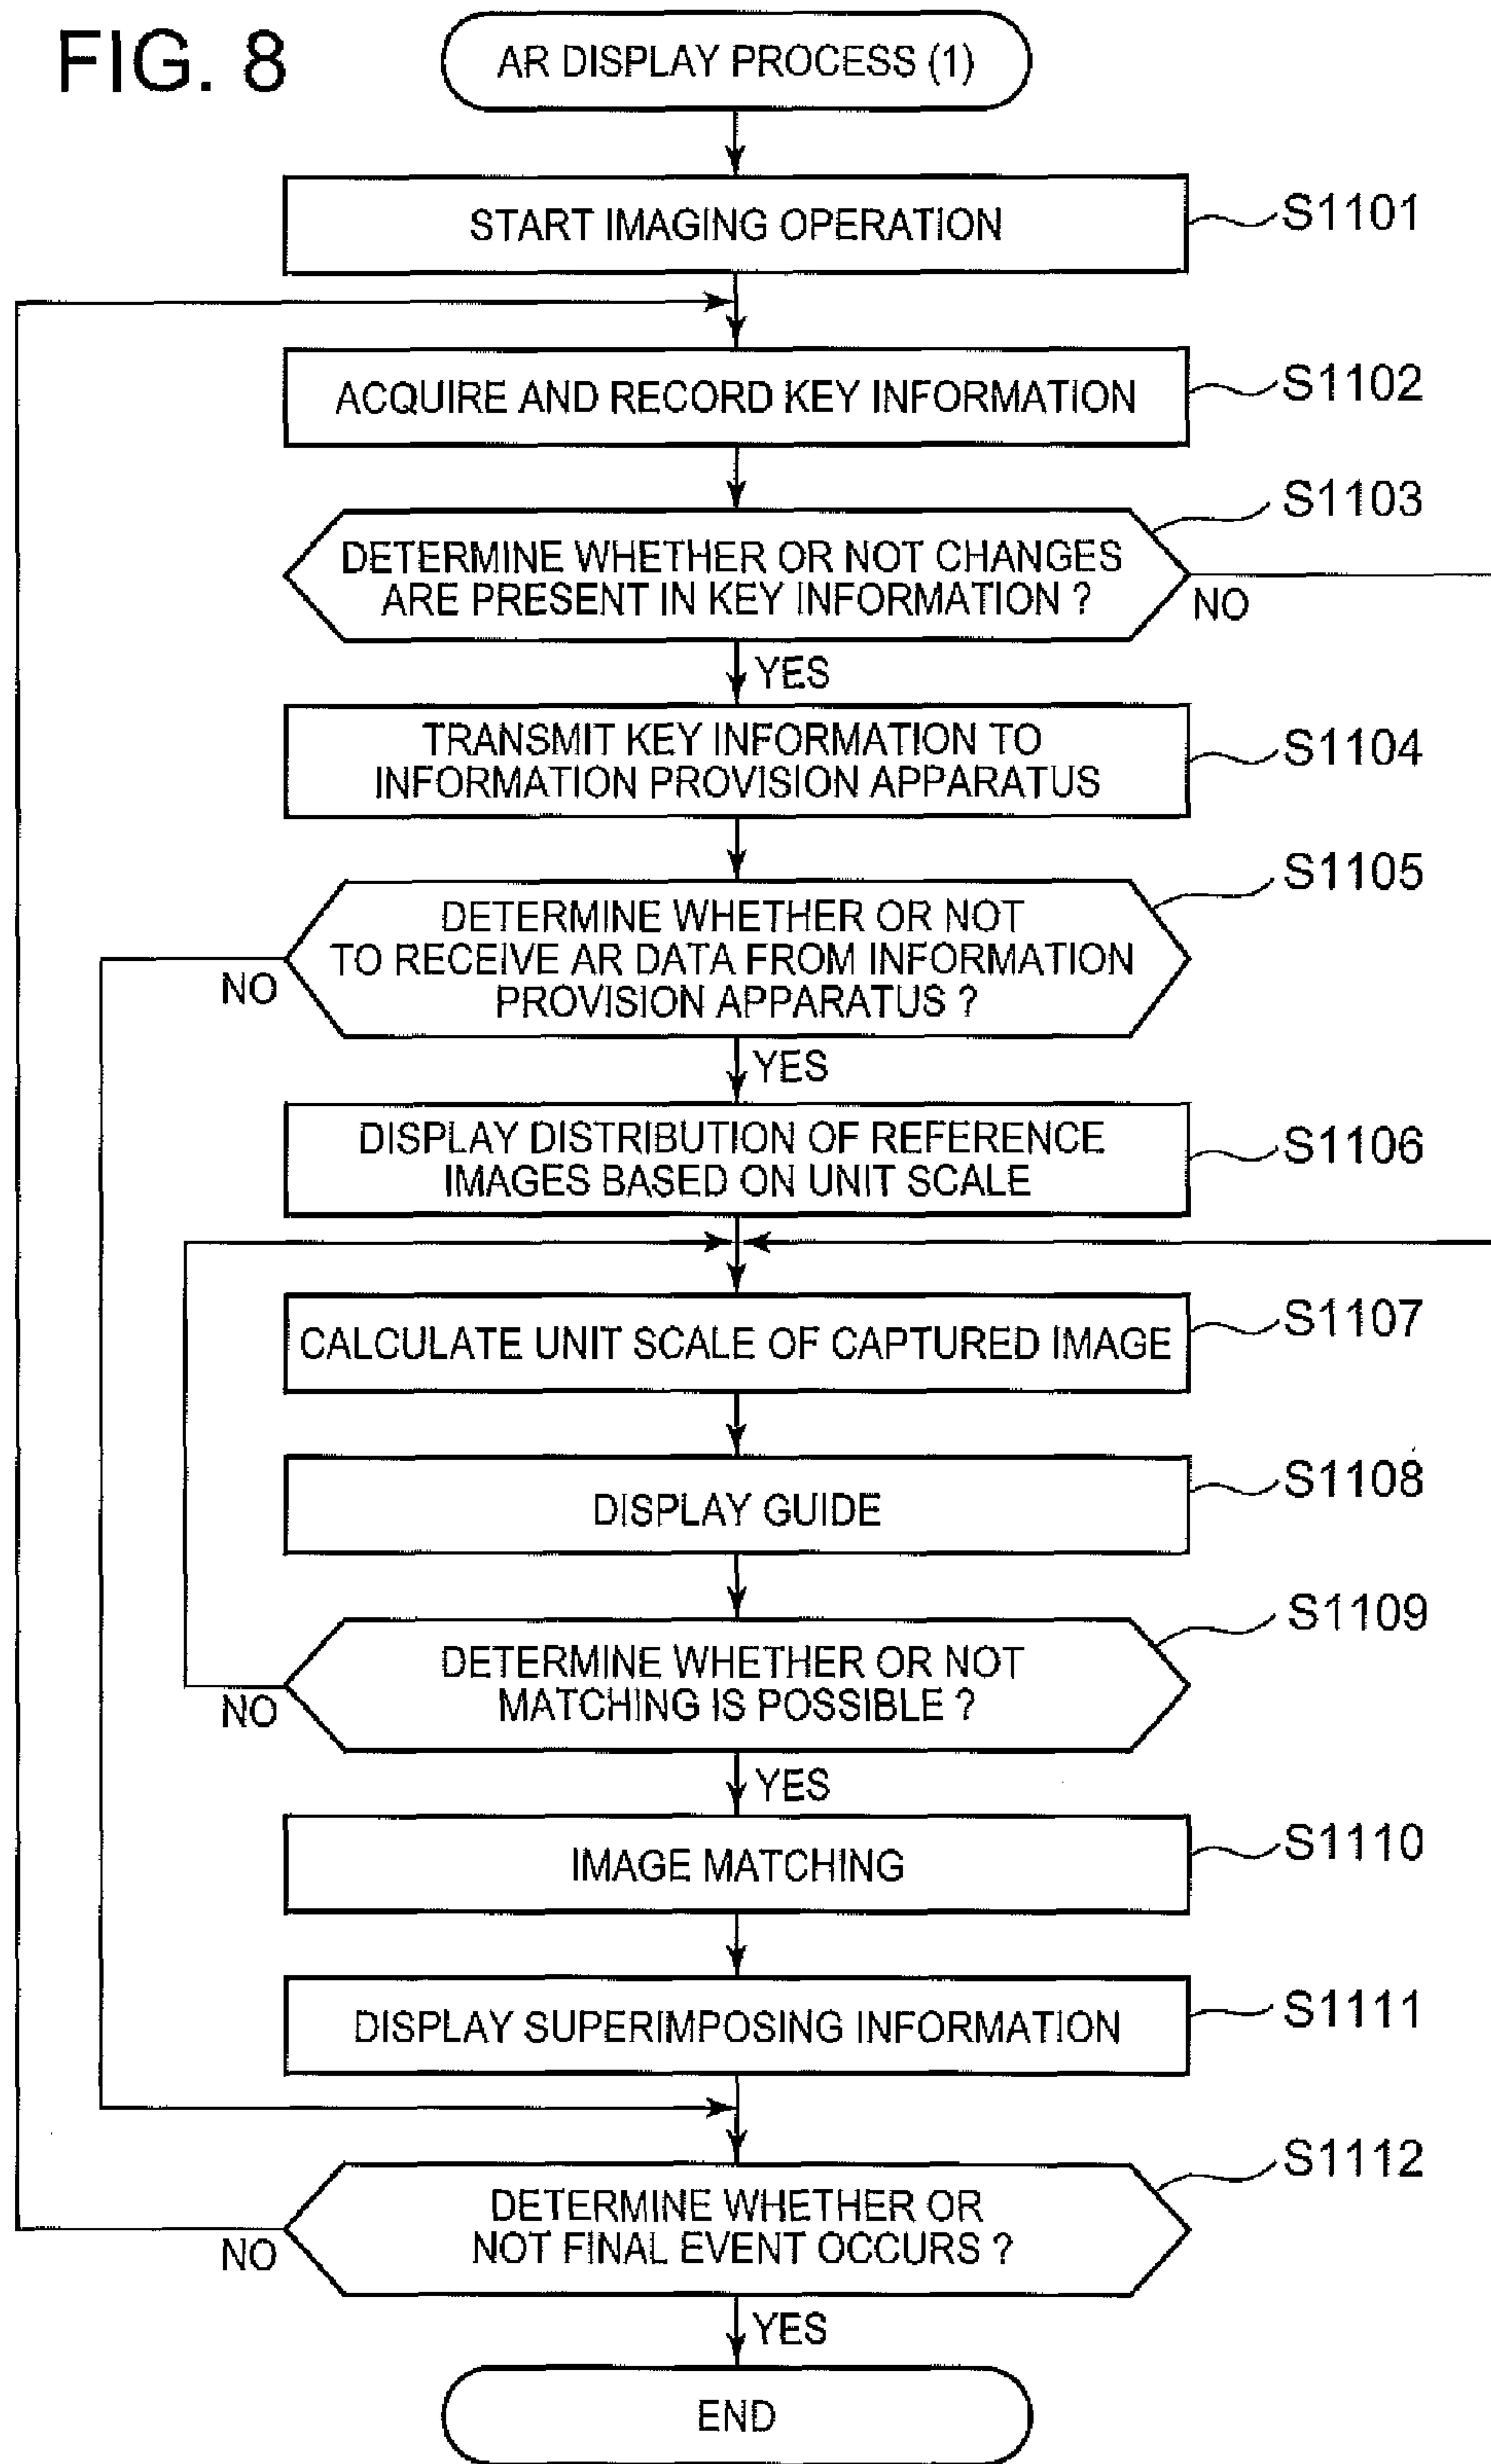 FIG. 8
AR DISPLAY PROCESS (1)
START IMAGING OPERATION
S1101
ACQUIRE AND RECORD KEY INFORMATION
S1102
S1103
DETERMINE WHETHER OR NOT CHANGES
ARE PRESENT IN KEY INFORMATION ?
NO
YES
TRANSMIT KEY INFORMATION TO
INFORMATION PROVISION APPARATUS
S1104
S1105
DETERMINE WHETHER OR NOT
TO RECEIVE AR DATA FROM INFORMATION
PROVISION APPARATUS ?
NO
YES
DISPLAY DISTRIBUTION OF REFERENCE
IMAGES BASED ON UNIT SCALE
S1106
CALCULATE UNIT SCALE OF CAPTURED IMAGE
S1107
DISPLAY GUIDE
S1108
S1109
DETERMINE WHETHER OR NOT
MATCHING IS POSSIBLE ?
NO
YES
IMAGE MATCHING
S1110
DISPLAY SUPERIMPOSING INFORMATION
S1111
S1112
DETERMINE WHETHER OR
NOT FINAL EVENT OCCURS ?
NO
YES
END